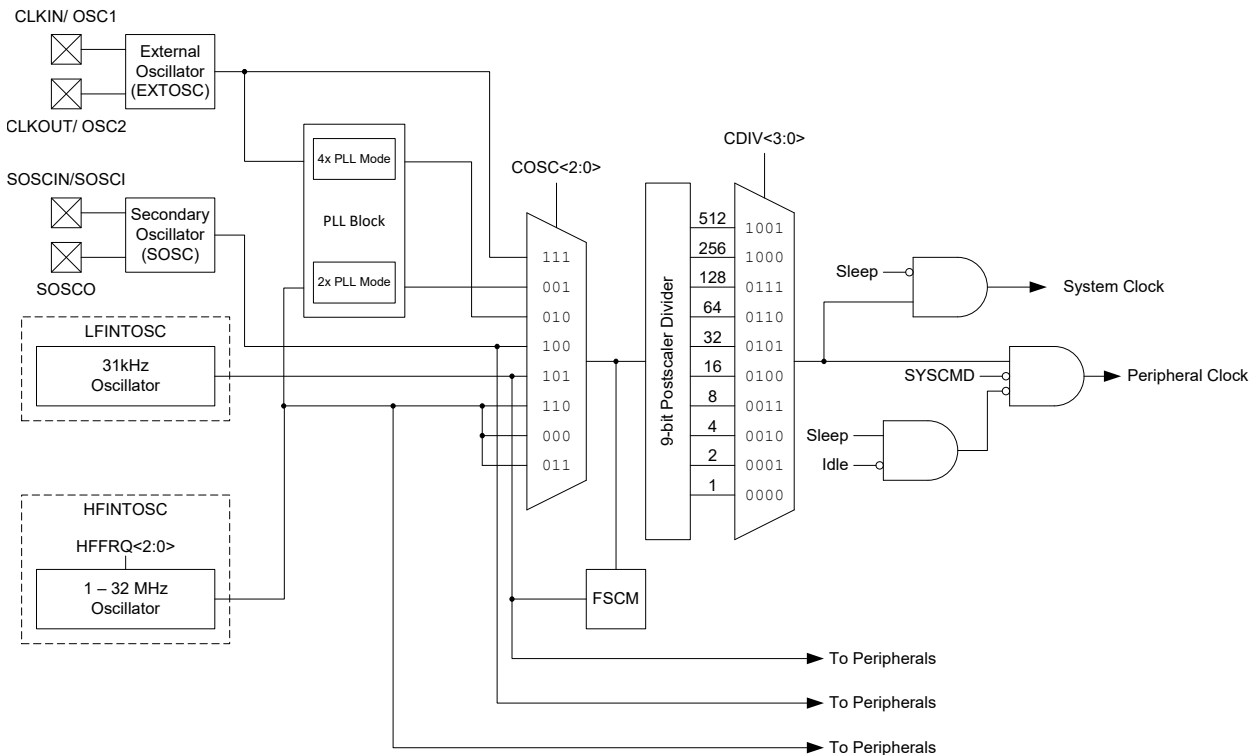 CLKIN/ OSC1
External
Oscillator
(EXTOSC)
CLKOUT/ OSC2
4x PLL Mode
PLL Block
2x PLL Mode
SOSCIN/SOSCI
Secondary
Oscillator
(SOSC)
SOSCO
LFINTOSC
31kHz
Oscillator
HFINTOSC
HFFRQ<2:0>
1 – 32 MHz
Oscillator
COSC<2:0>
111
001
010
100
101
110
000
011
FSCM
9-bit Postscaler Divider
512
256
128
64
32
16
8
4
2
1
CDIV<3:0>
1001
1000
0111
0110
0101
0100
0011
0010
0001
0000
Sleep
System Clock
SYSCMD
Peripheral Clock
Sleep
Idle
To Peripherals
To Peripherals
To Peripherals